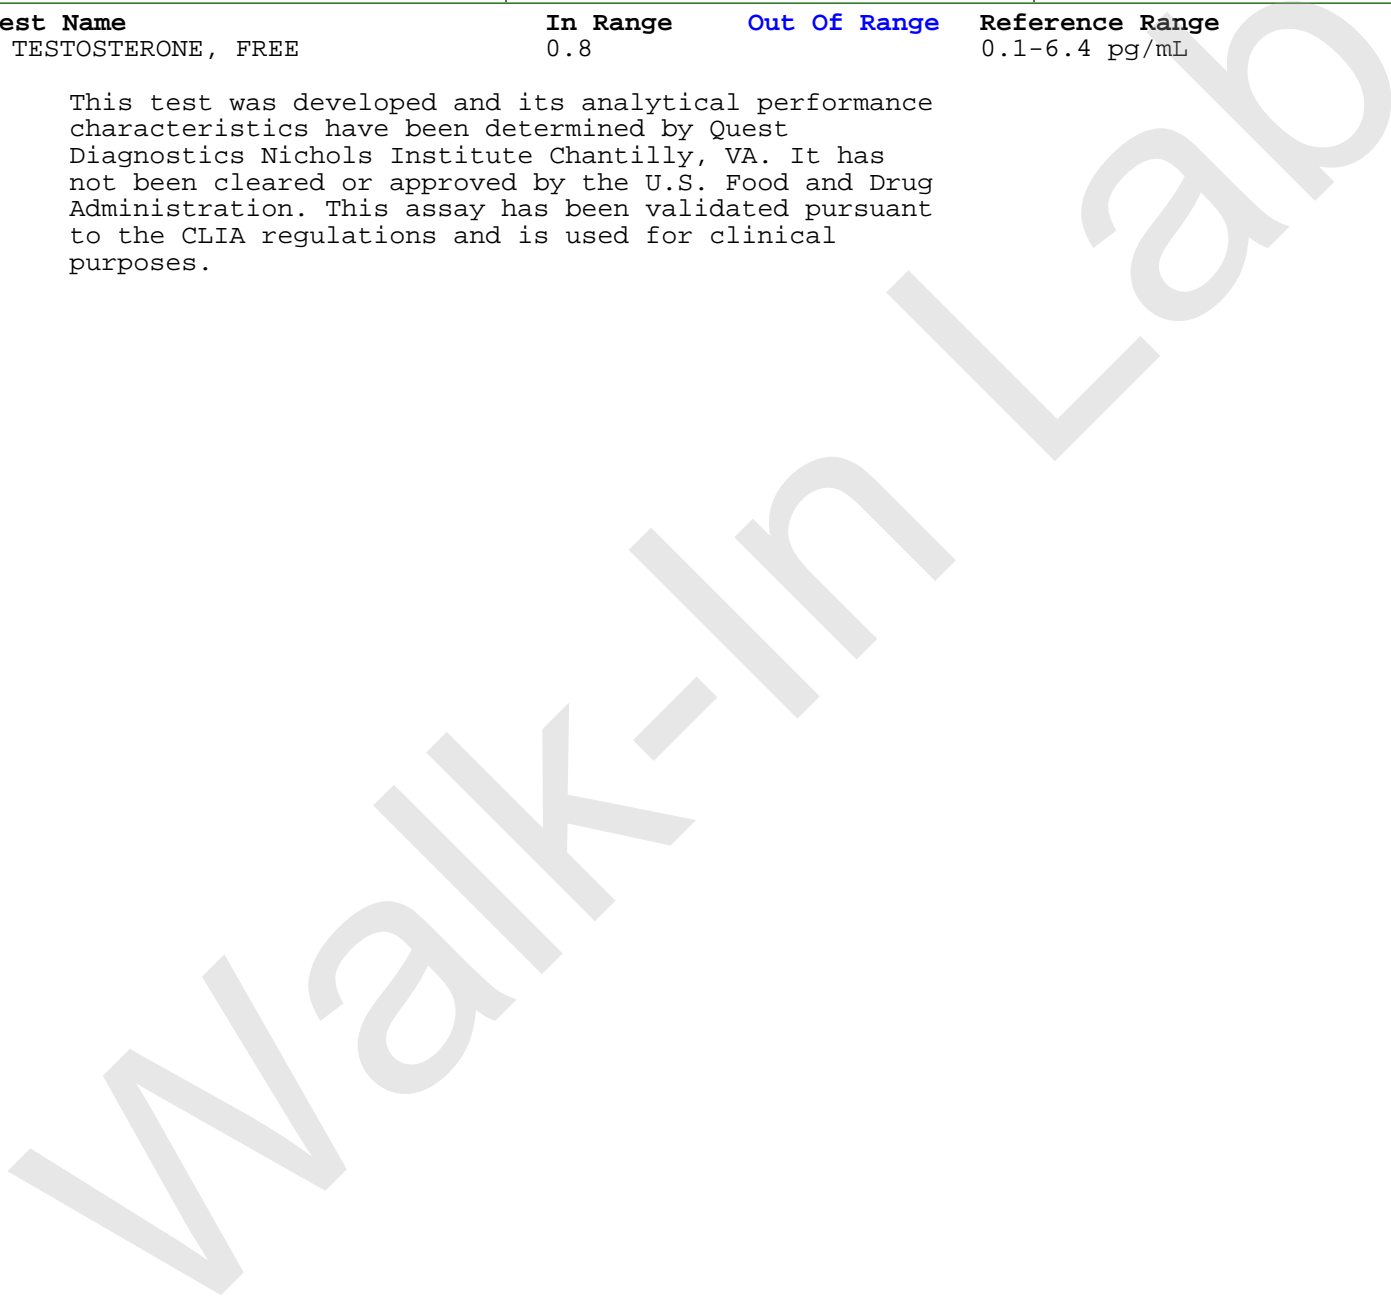 est Name In Range Out Of Range Reference Range
TESTOSTERONE, FREE 0.8 0.1-6.4 pg/mL
This test was developed and its analytical performance
characteristics have been determined by Quest
Diagnostics Nichols Institute Chantilly, VA. It has
not been cleared or approved by the U.S. Food and Drug
Administration. This assay has been validated pursuant
to the CLIA regulations and is used for clinical
purposes.
Walk-In Lab